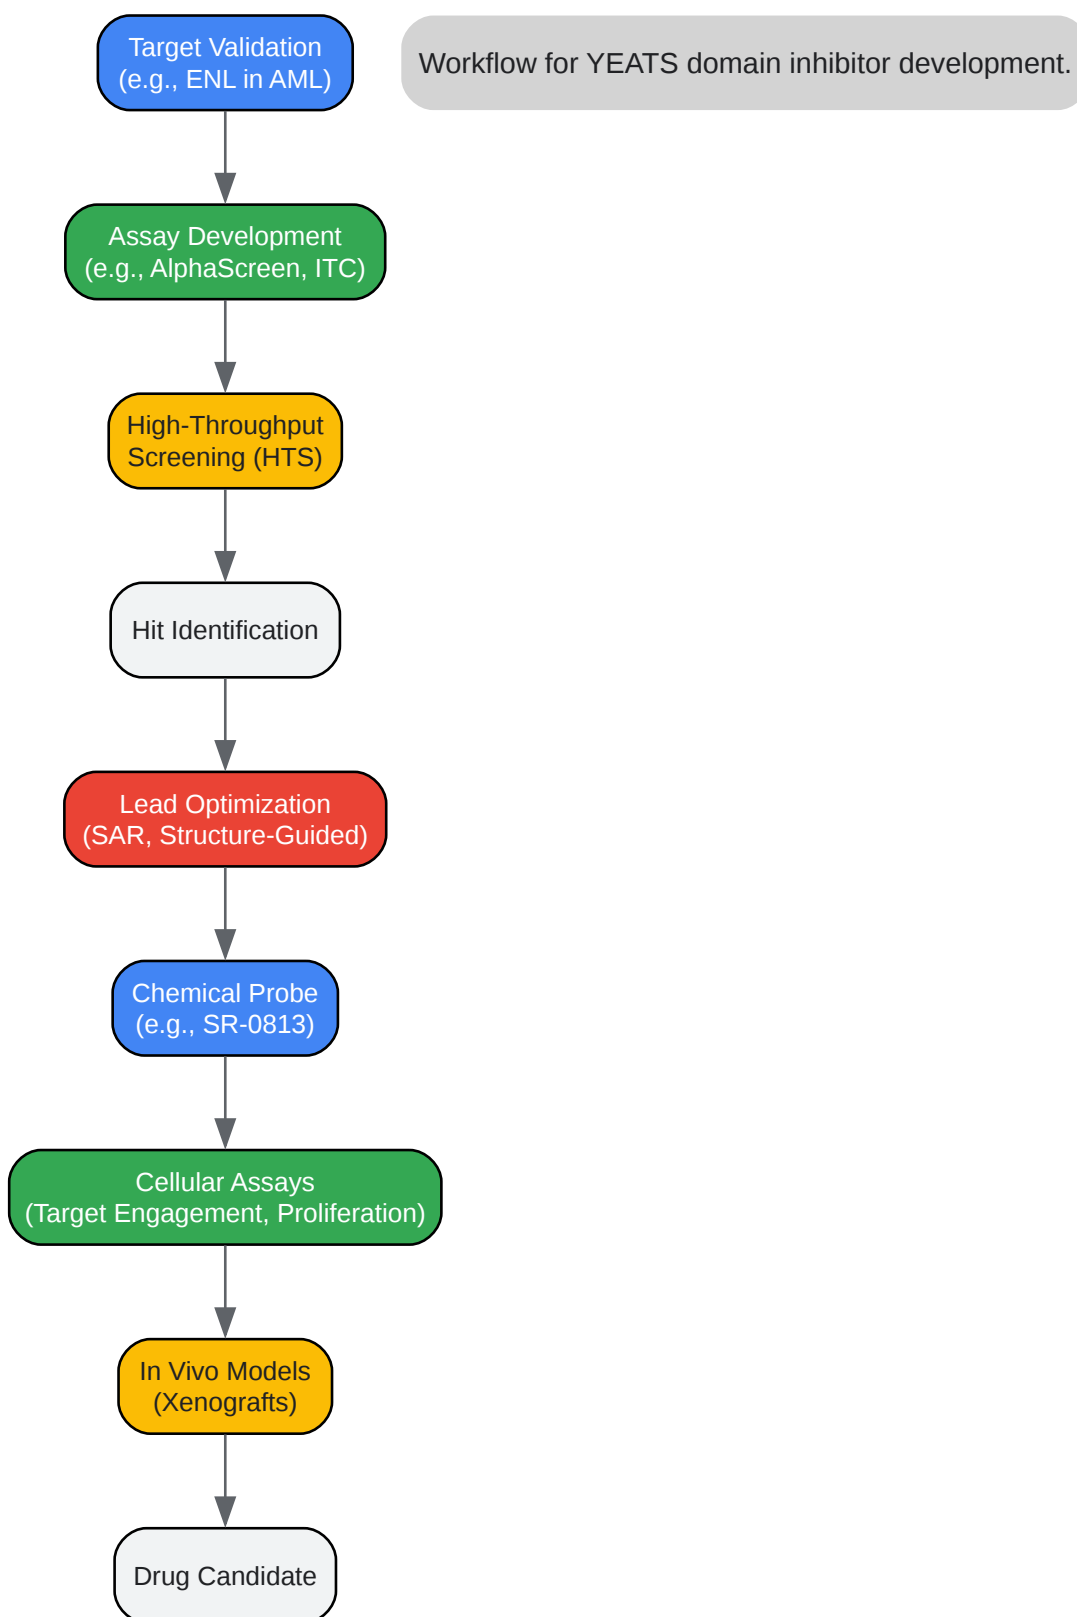 Target Validation
(e.g., ENL in AML)
Workflow for YEATS domain inhibitor development.
Assay Development
(e.g., AlphaScreen, ITC)
High-Throughput
Screening (HTS)
Hit Identification
Lead Optimization
(SAR, Structure-Guided)
Chemical Probe
(e.g., SR-0813)
Cellular Assays
(Target Engagement, Proliferation)
In Vivo Models
(Xenografts)
Drug Candidate